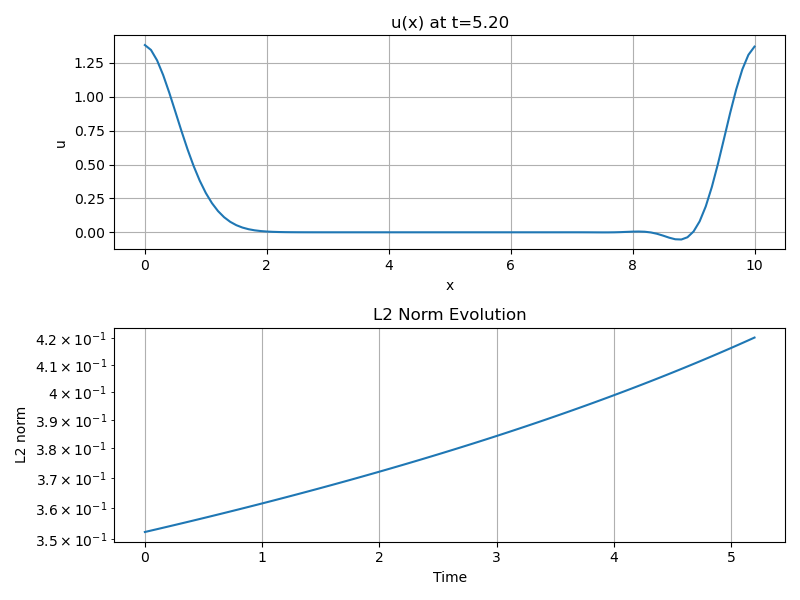 u(x) at t=5.20
1.25
1.00
0.75
0.50
0.25
0.00
u
0 2 4 6 8 10
x
L2 Norm Evolution
4.2 × 10⁻¹
4.1 × 10⁻¹
4 × 10⁻¹
3.9 × 10⁻¹
3.8 × 10⁻¹
3.7 × 10⁻¹
3.6 × 10⁻¹
3.5 × 10⁻¹
L2 norm
0 1 2 3 4 5
Time